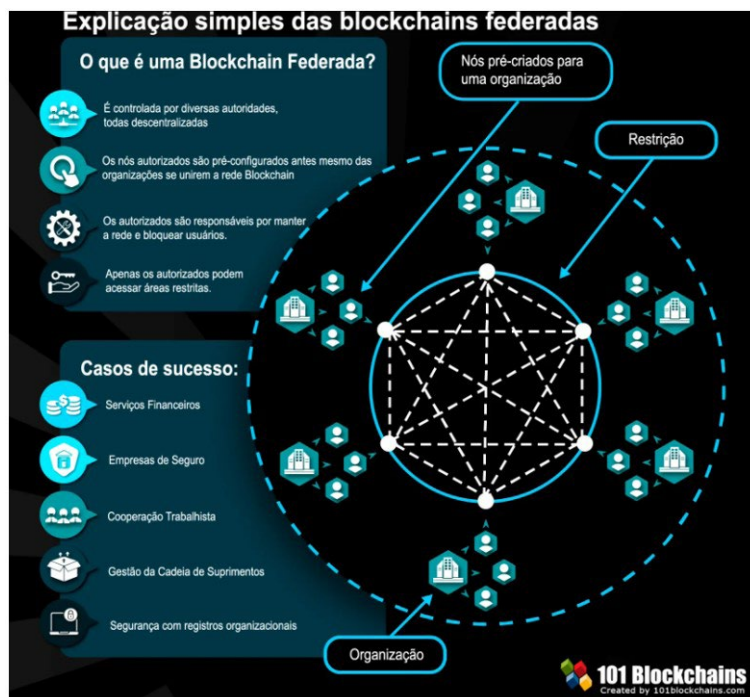 Explicação simples das blockchains federadas
O que é uma Blockchain Federada?
É controlada por diversas autoridades,
todas descentralizadas
Os nós autorizados são pré-configurados antes mesmo das
organizações se unirem a rede Blockchain
Os autorizados são responsáveis por manter
a rede e bloquear usuários.
Apenas os autorizados podem
acessar áreas restritas.
Casos de sucesso:
Serviços Financeiros
Empresas de Seguro
Cooperação Trabalhista
Gestão da Cadeia de Suprimentos
Segurança com registros organizacionais
Nós pré-criados para
uma organização
Restrição
Organização
101 Blockchains
Created by 101blockchains.com